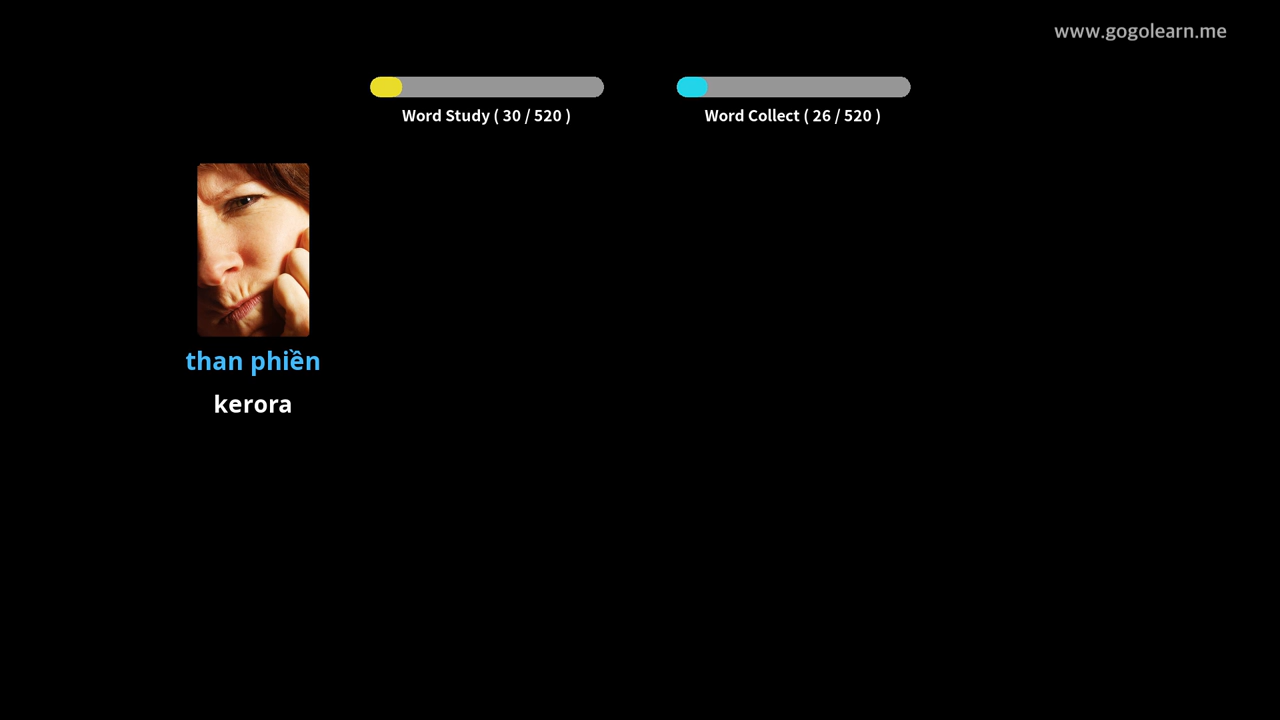 www.gogolearn.me
Word Study ( 30 / 520 )
Word Collect ( 26 / 520 )
than phiền
kerora